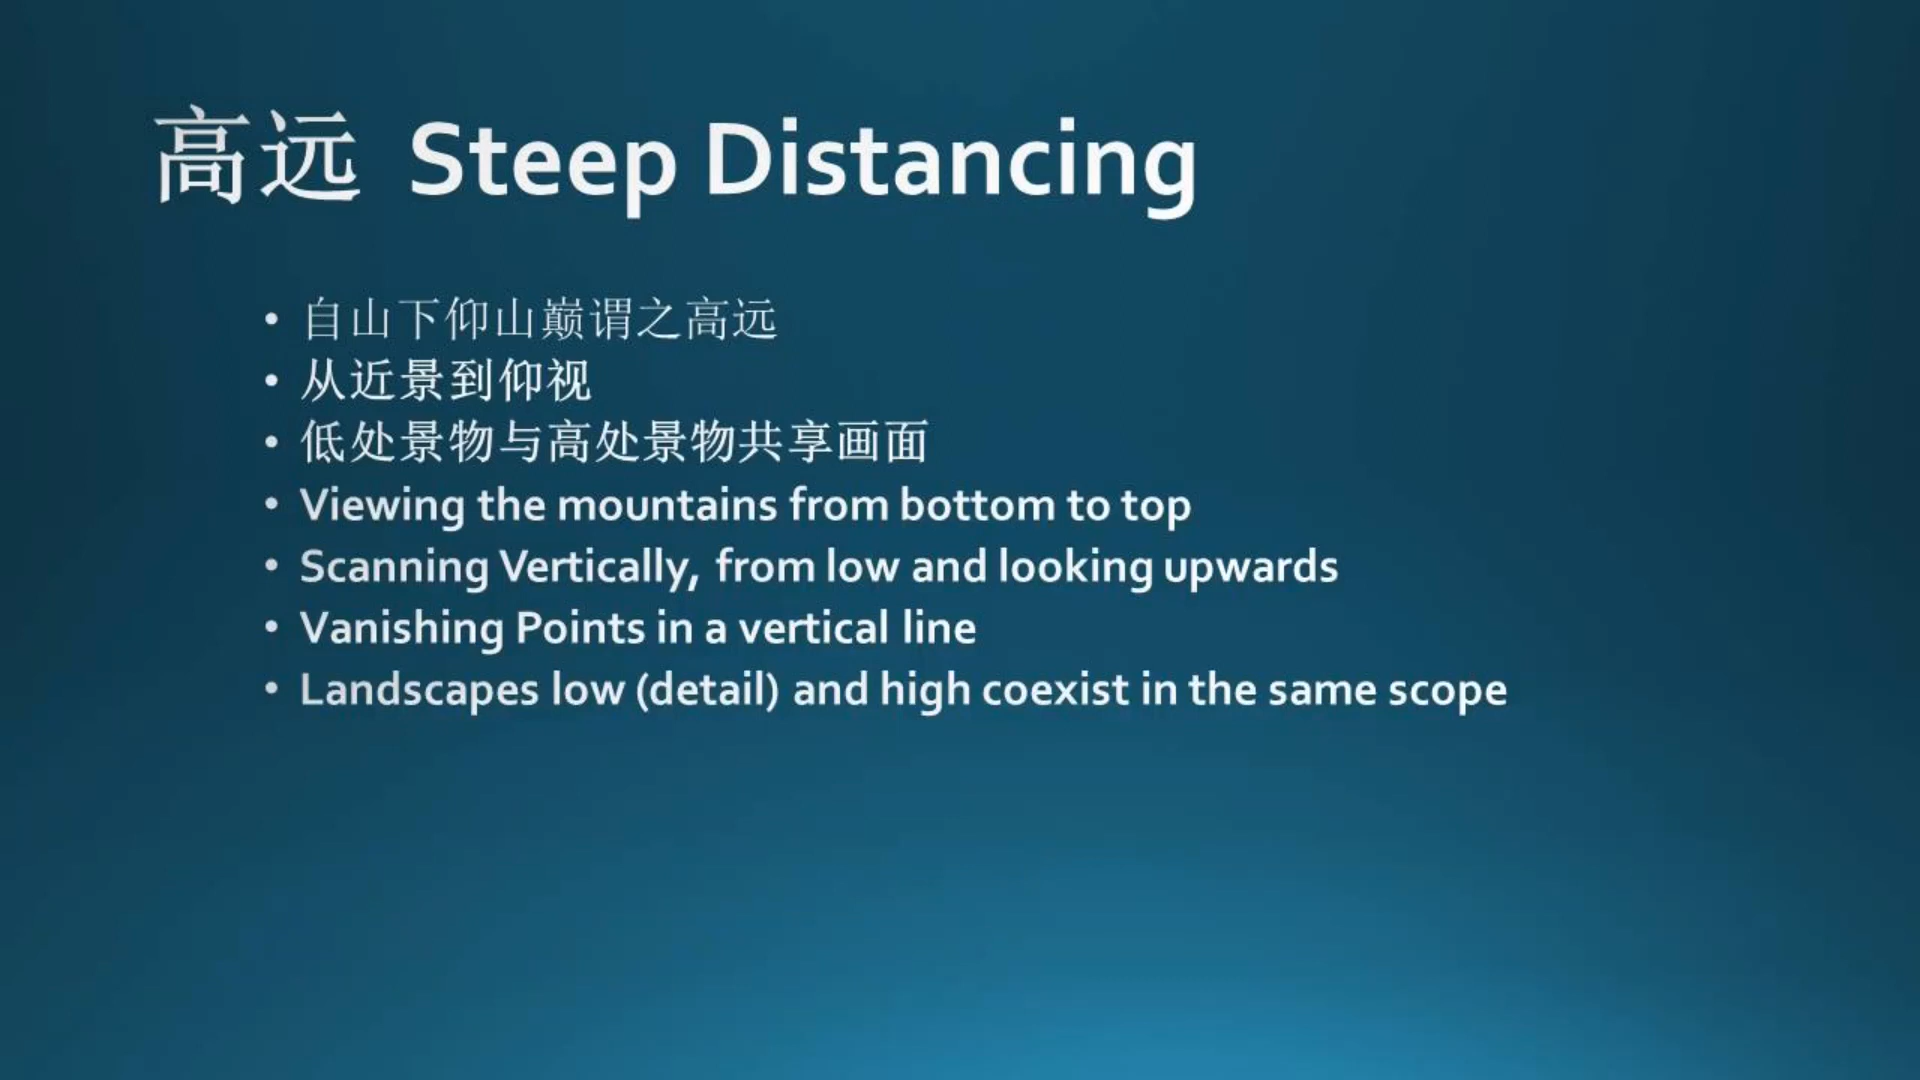 高远 Steep Distancing
• 自山下仰山巅谓之高远
• 从近景到仰视
• 低处景物与高处景物共享画面
• Viewing the mountains from bottom to top
• Scanning Vertically, from low and looking upwards
• Vanishing Points in a vertical line
• Landscapes low (detail) and high coexist in the same scope